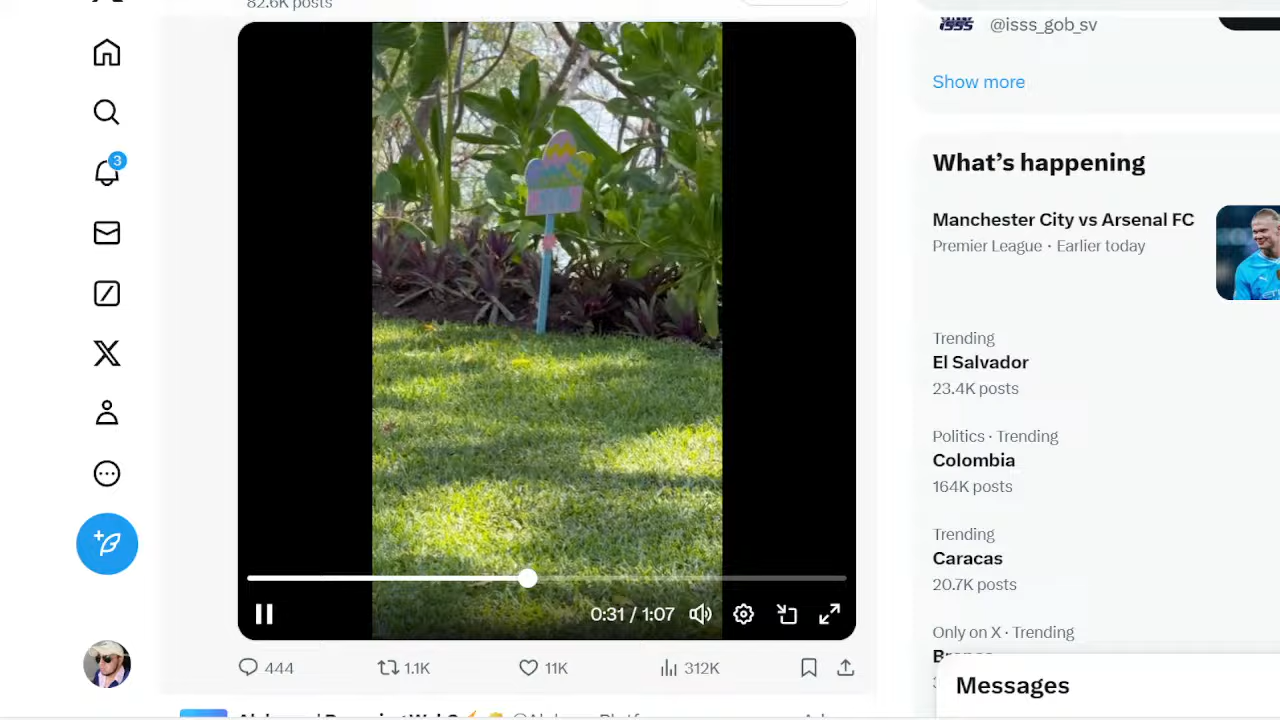 82.6K posts
3
0:31 / 1:07
444
1.1K
11K
312K
@isss_gob_sv
Show more
What's happening
Manchester City vs Arsenal FC
Premier League · Earlier today
Trending
El Salvador
23.4K posts
Politics · Trending
Colombia
164K posts
Trending
Caracas
20.7K posts
Only on X · Trending
Messages